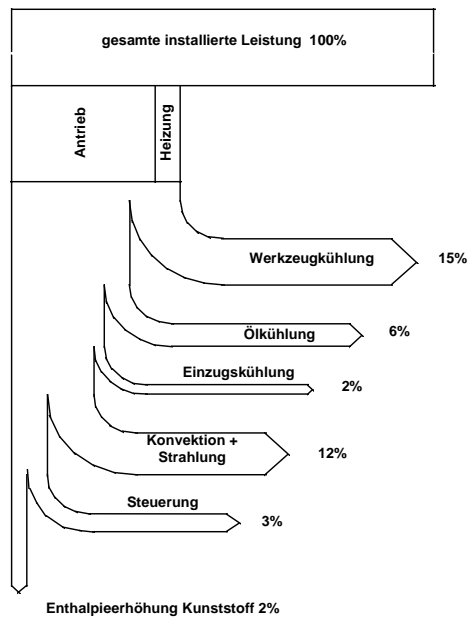 gesamte installierte Leistung 100%
Antrieb
Heizung
Werkzeugkühlung 15%
Ölkühlung 6%
Einzugskühlung 2%
Konvektion +
Strahlung 12%
Steuerung 3%
Enthalpieerhöhung Kunststoff 2%